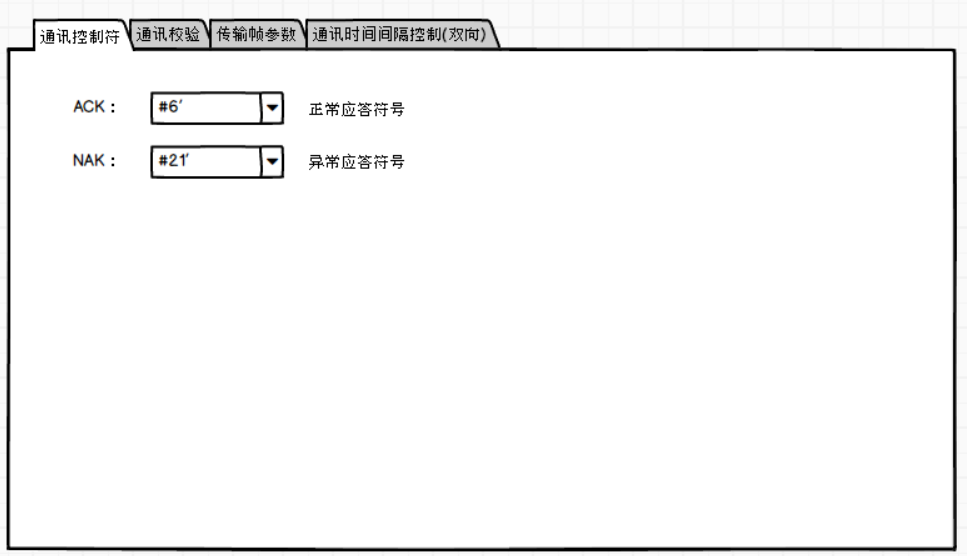 通讯控制符 通讯校验 传输帧参数 通讯时间间隔控制(双向)
ACK： #6′ 正常应答符号
NAK： #21′ 异常应答符号